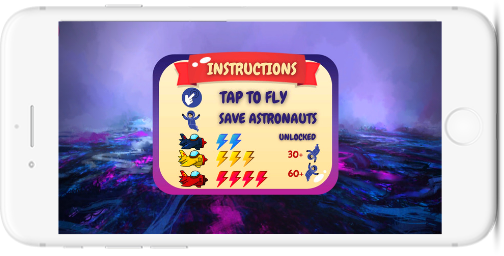 INSTRUCTIONS
TAP TO FLY
SAVE ASTRONAUTS
UNLOCKED
30+
60+